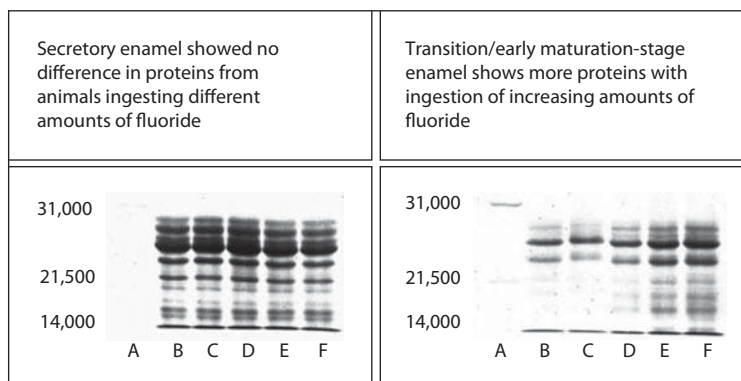 Secretory enamel showed no
difference in proteins from
animals ingesting different
amounts of fluoride
Transition/early maturation-stage
enamel shows more proteins with
ingestion of increasing amounts of
fluoride
31,000
21,500
14,000
A B C D E F
31,000
21,500
14,000
A B C D E F